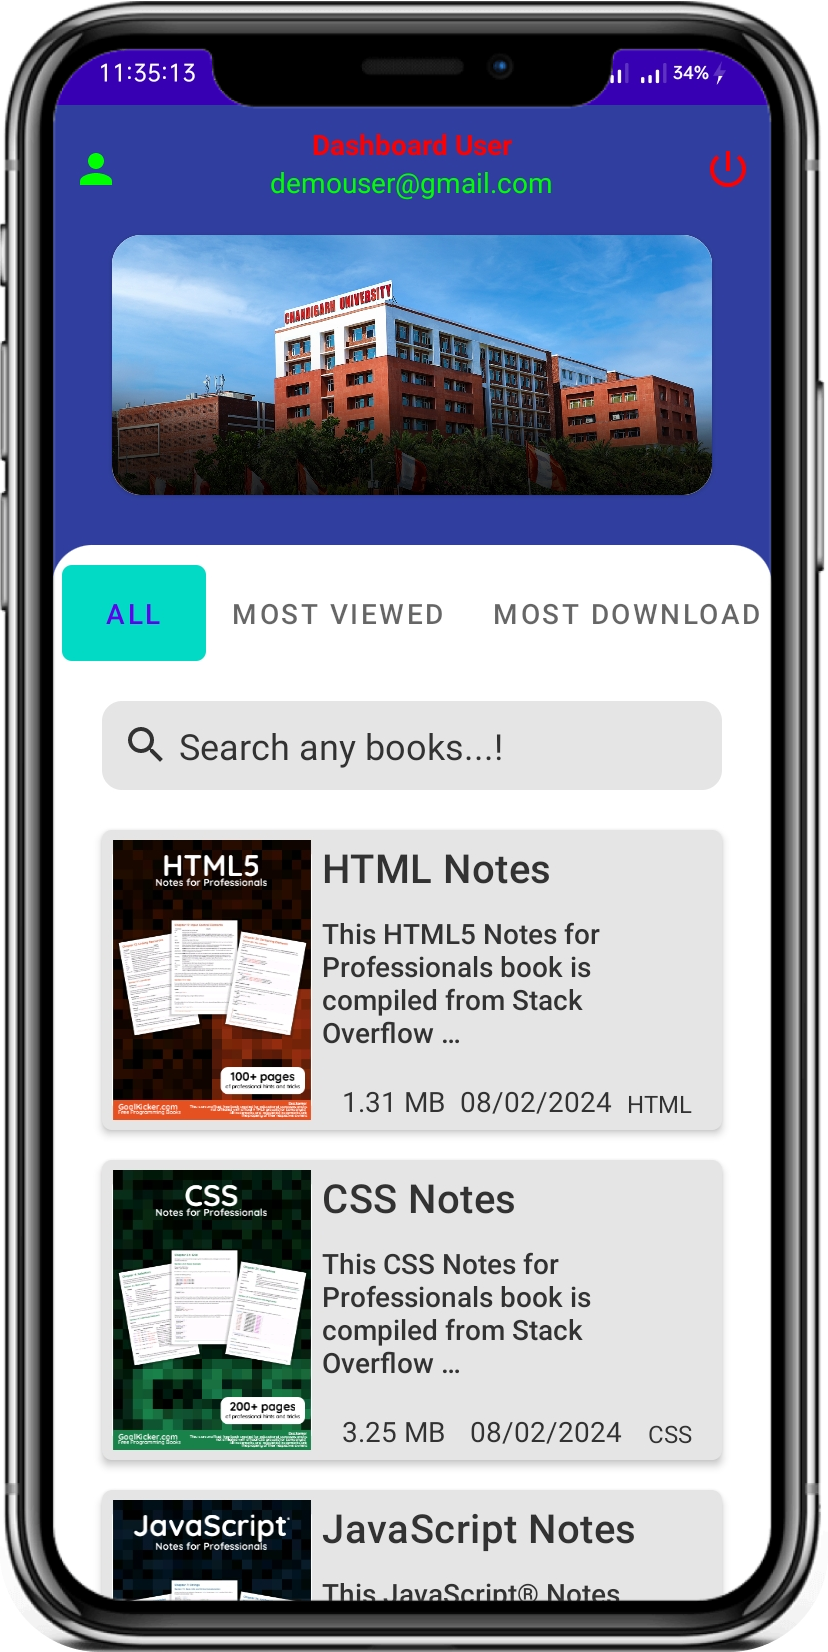 11:35:13
34%
Dashboard User
demouser@gmail.com
CHANDIGARH UNIVERSITY
ALL
MOST VIEWED
MOST DOWNLOAD
Search any books...!
HTML5
Notes for Professionals
100+ pages
of professional hints and tricks
GoalKicker.com
Free Programming Books
HTML Notes
This HTML5 Notes for
Professionals book is
compiled from Stack
Overflow ...
1.31 MB
08/02/2024
HTML
CSS
Notes for Professionals
200+ pages
of professional hints and tricks
GoalKicker.com
Free Programming Books
CSS Notes
This CSS Notes for
Professionals book is
compiled from Stack
Overflow ...
3.25 MB
08/02/2024
CSS
JavaScript
Notes for Professionals
JavaScript Notes
This JavaScript® Notes